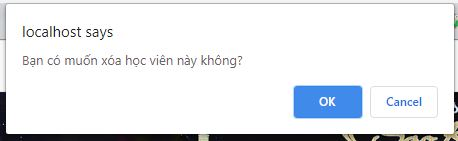 localhost says
Bạn có muốn xóa học viên này không?
OK
Cancel